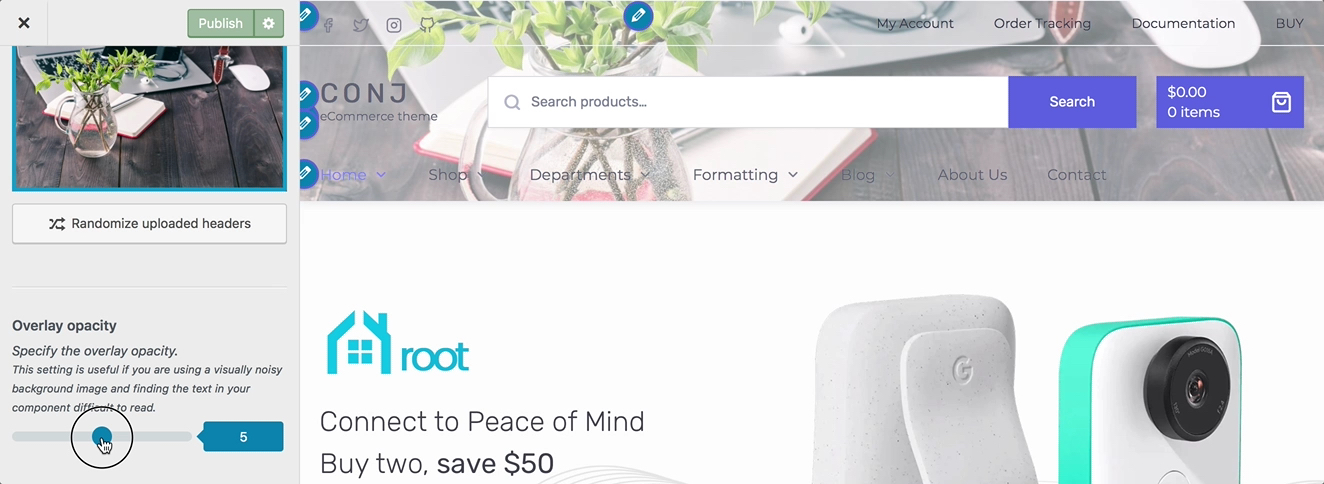 Publish
My Account Order Tracking Documentation BUY
CONJ
eCommerce theme
Search products...
Search
$0.00
0 items
Home Shop Departments Formatting Blog About Us Contact
Randomize uploaded headers
Overlay opacity
Specify the overlay opacity.
This setting is useful if you are using a visually noisy
background image and finding the text in your
component difficult to read.
5
root
Connect to Peace of Mind
Buy two, save $50
G